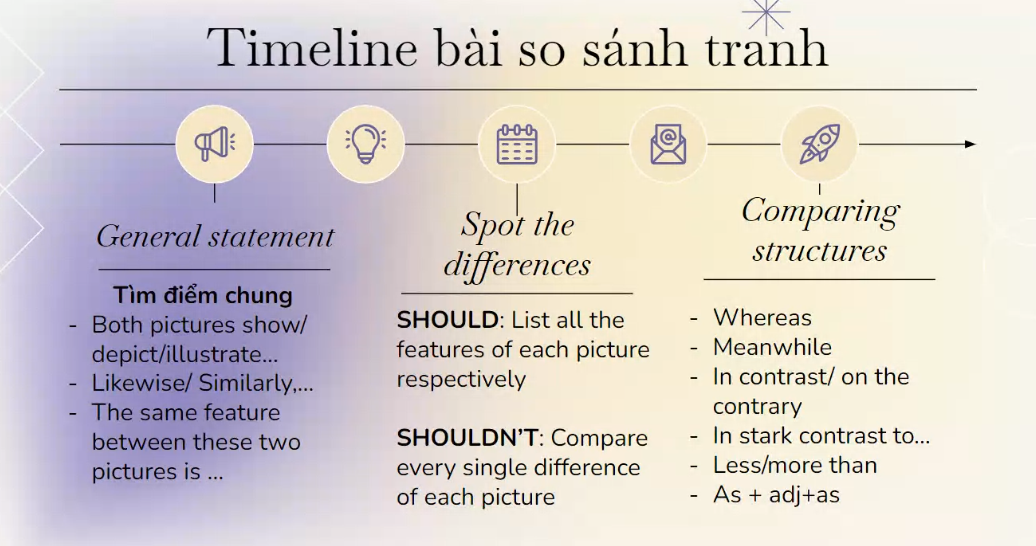 Timeline bài so sánh tranh
General statement
Tìm điểm chung
- Both pictures show/
depict/illustrate...
- Likewise/ Similarly,...
- The same feature
between these two
pictures is ...
Spot the
differences
SHOULD: List all the
features of each picture
respectively
SHOULDN'T: Compare
every single difference
of each picture
Comparing
structures
- Whereas
- Meanwhile
- In contrast/ on the
contrary
- In stark contrast to...
- Less/more than
- As + adj+as